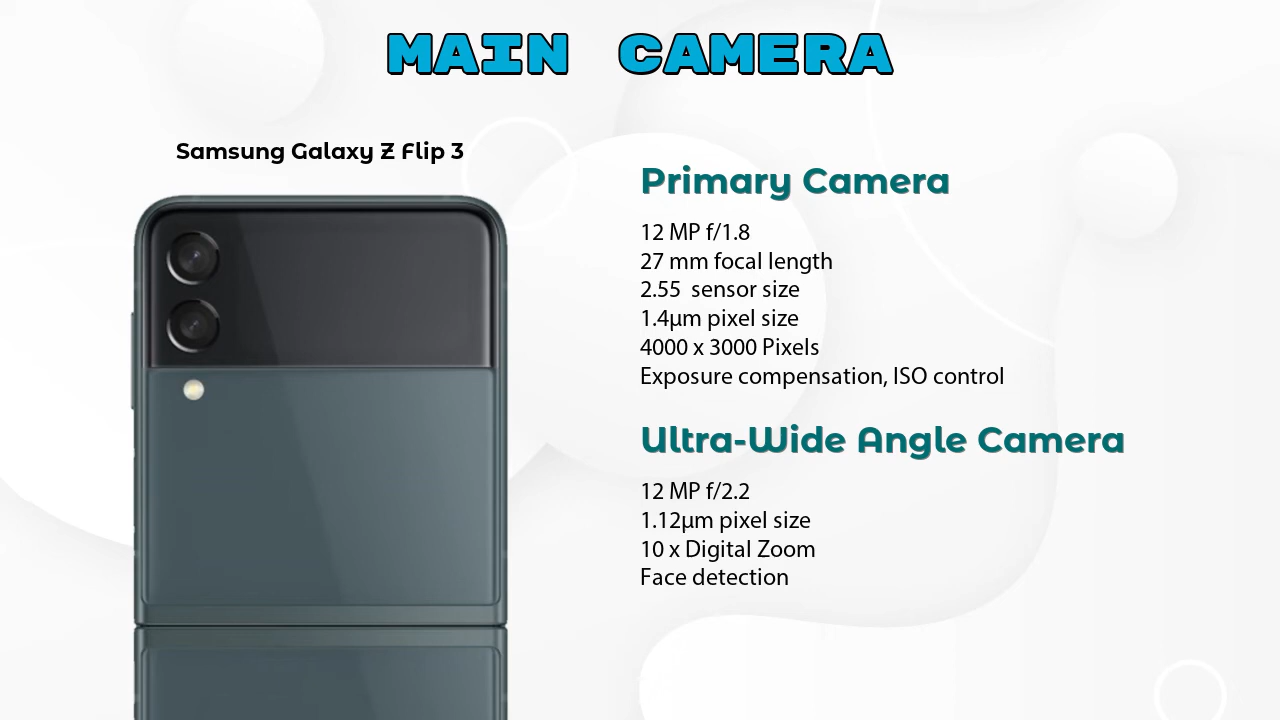 MAIN CAMERA
Samsung Galaxy Z Flip 3
Primary Camera
12 MP f/1.8
27 mm focal length
2.55  sensor size
1.4µm pixel size
4000 x 3000 Pixels
Exposure compensation, ISO control
Ultra-Wide Angle Camera
12 MP f/2.2
1.12µm pixel size
10 x Digital Zoom
Face detection